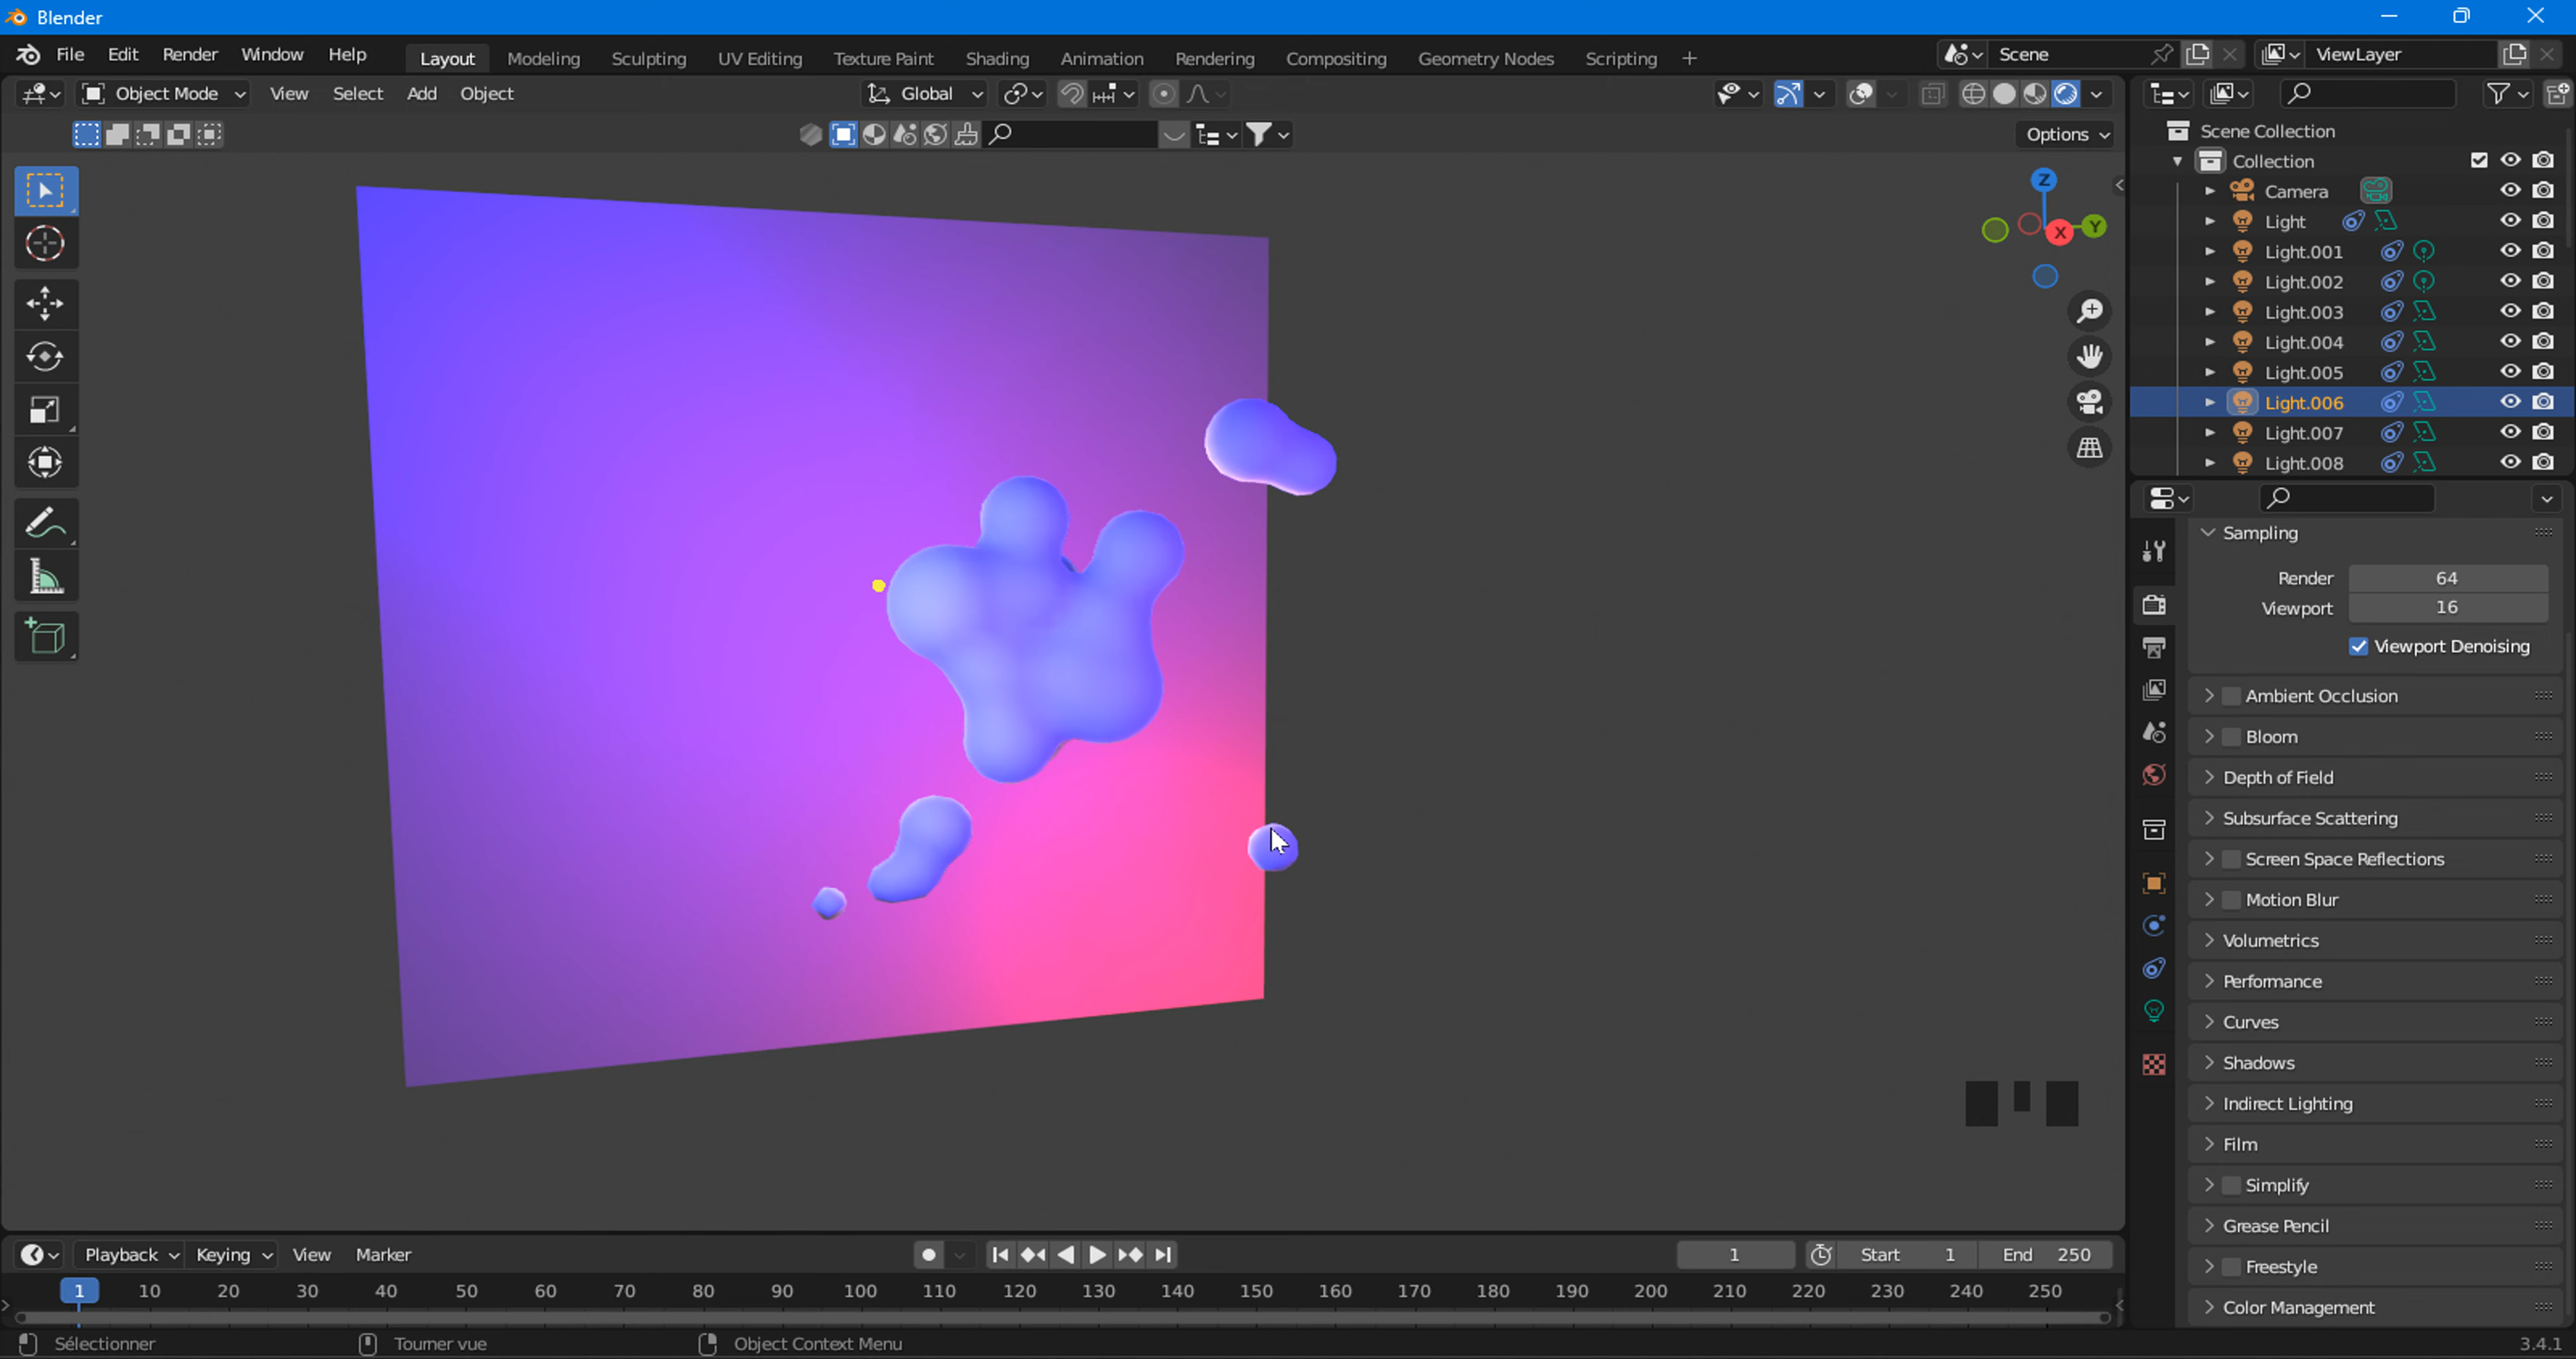 Blender
File Edit Render Window Help Layout Modeling Sculpting UV Editing Texture Paint Shading Animation Rendering Compositing Geometry Nodes Scripting + Scene ViewLayer
Object Mode View Select Add Object Global
Options
Z
Y
X
Scene Collection
Collection
Camera
Light
Light.001
Light.002
Light.003
Light.004
Light.005
Light.006
Light.007
Light.008
Sampling
Render 64
Viewport 16
Viewport Denoising
Ambient Occlusion
Bloom
Depth of Field
Subsurface Scattering
Screen Space Reflections
Motion Blur
Volumetrics
Performance
Curves
Shadows
Indirect Lighting
Film
Simplify
Grease Pencil
Freestyle
Color Management
Playback Keying View Marker 1 Start 1 End 250
1 10 20 30 40 50 60 70 80 90 100 110 120 130 140 150 160 170 180 190 200 210 220 230 240 250
Sélectionner Tourner vue Object Context Menu 3.4.1